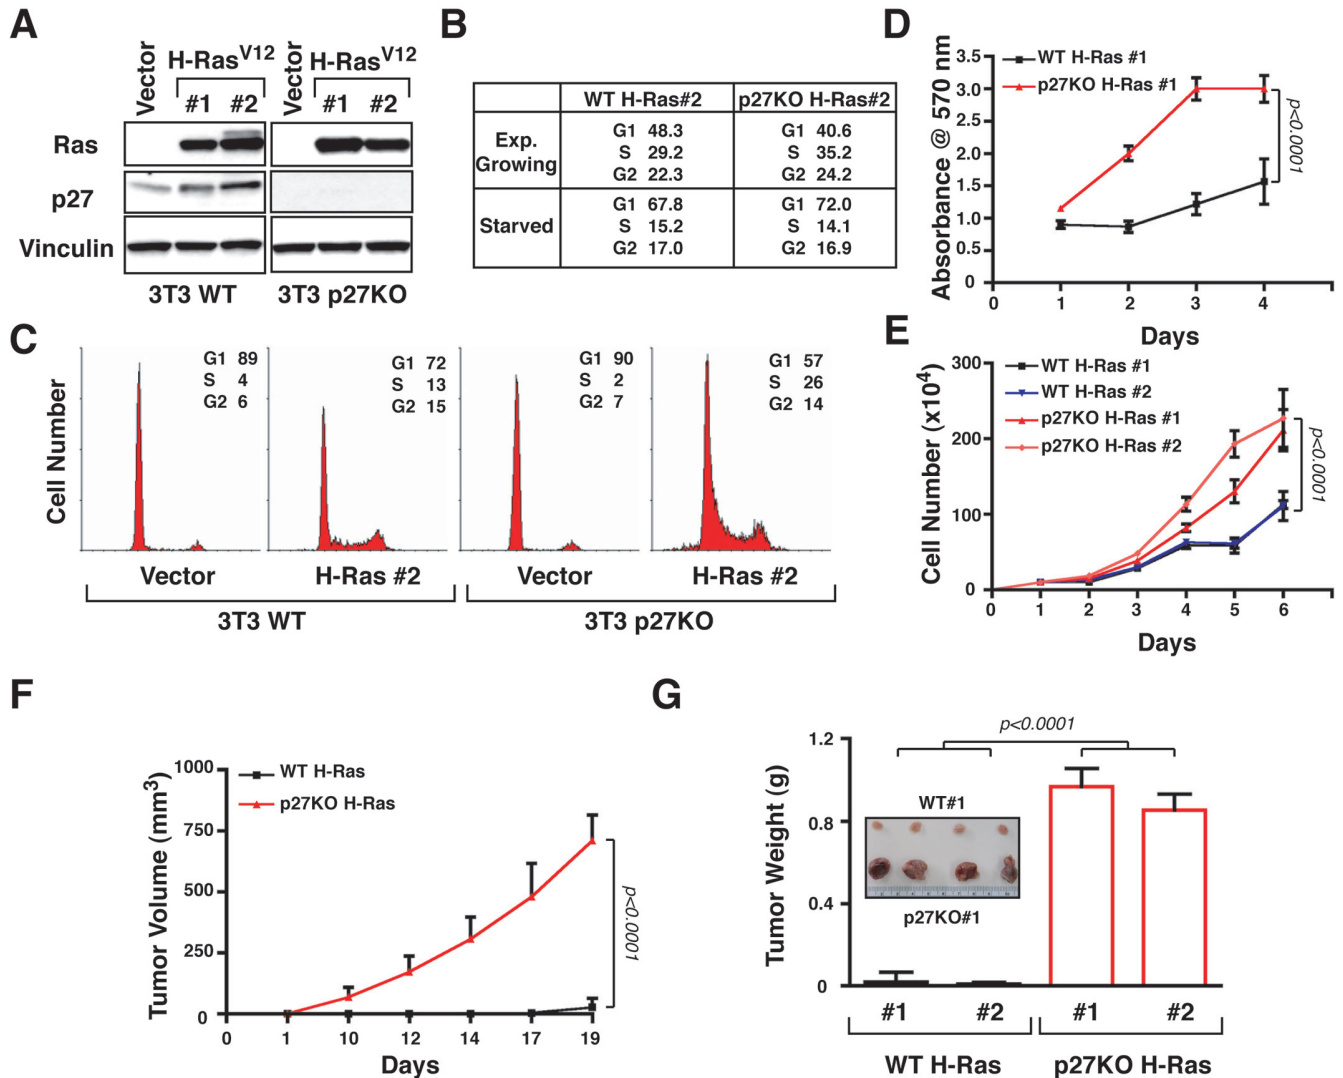 A
Vector
H-RasV12
#1 #2
Vector
H-RasV12
#1 #2
Ras
p27
Vinculin
3T3 WT
3T3 p27KO
B
WT H-Ras#2
p27KO H-Ras#2
Exp.
Growing
G1 48.3
S 29.2
G2 22.3
G1 40.6
S 35.2
G2 24.2
Starved
G1 67.8
S 15.2
G2 17.0
G1 72.0
S 14.1
G2 16.9
C
Cell Number
G1 89
S 4
G2 6
G1 72
S 13
G2 15
G1 90
S 2
G2 7
G1 57
S 26
G2 14
Vector
H-Ras #2
Vector
H-Ras #2
3T3 WT
3T3 p27KO
D
Absorbance @ 570 nm
3.5
3.0
2.5
2.0
1.5
1.0
0.5
0
WT H-Ras #1
p27KO H-Ras #1
p<0.0001
0 1 2 3 4
Days
E
Cell Number (x10⁴)
300
200
100
0
WT H-Ras #1
WT H-Ras #2
p27KO H-Ras #1
p27KO H-Ras #2
p<0.0001
0 1 2 3 4 5 6
Days
F
Tumor Volume (mm³)
1000
750
500
250
0
WT H-Ras
p27KO H-Ras
p<0.0001
0 1 10 12 14 17 19
Days
G
Tumor Weight (g)
1.2
0.8
0.4
0
p<0.0001
WT#1
p27KO#1
#1 #2 #1 #2
WT H-Ras
p27KO H-Ras